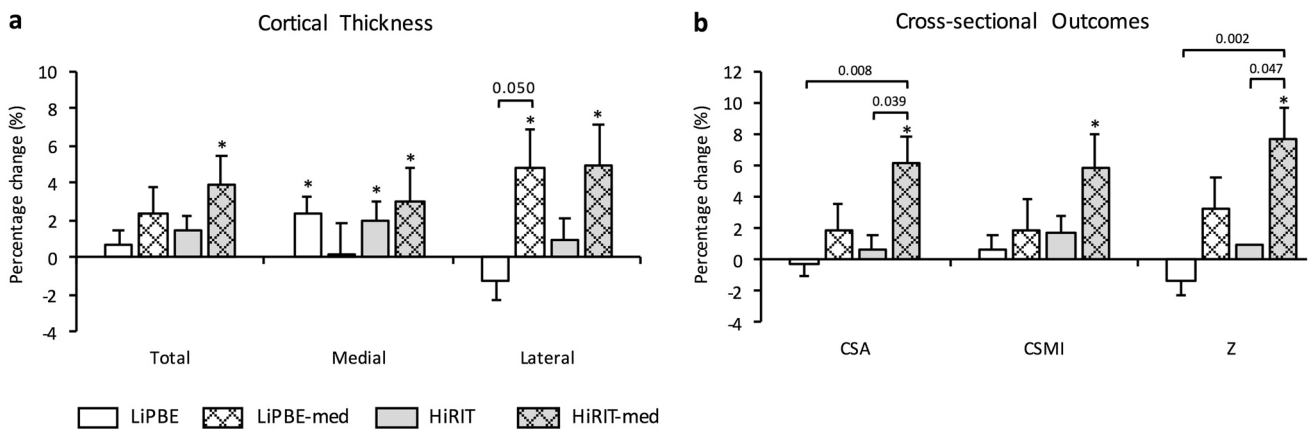 a
Cortical Thickness
Percentage change (%)
10
8
6
4
2
0
-2
-4
0.050
*
*
*
*
*
*
Total
Medial
Lateral
b
Cross-sectional Outcomes
Percentage change (%)
12
10
8
6
4
2
0
-2
-4
0.008
0.039
0.002
0.047
*
*
*
CSA
CSMI
Z
LiPBE
LiPBE-med
HiRIT
HiRIT-med